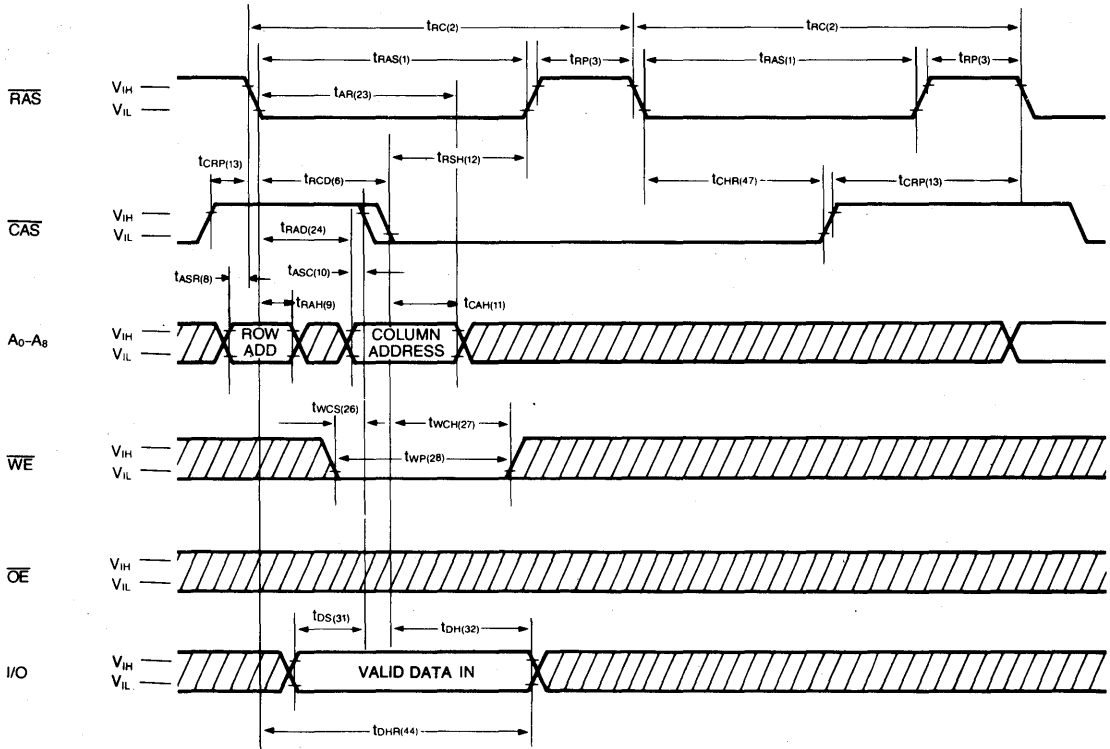 tRC(2) tRC(2)
tRAS(1) tRP(3) tRAS(1) tRP(3)
tAR(23)
RAS VIH
VIL
tRSH(12)
tCRP(13) tRCD(6) tCHR(47) tCRP(13)
CAS VIH
VIL
tRAD(24)
tASR(8) tASC(10)
tRAH(9) tCAH(11)
A0–A8 VIH ROW COLUMN
VIL ADD ADDRESS
tWCS(26) tWCH(27)
WE VIH
tWP(28)
VIL
OE VIH
VIL
tDS(31) tDH(32)
I/O VIH
VALID DATA IN
VIL
tDHR(44)